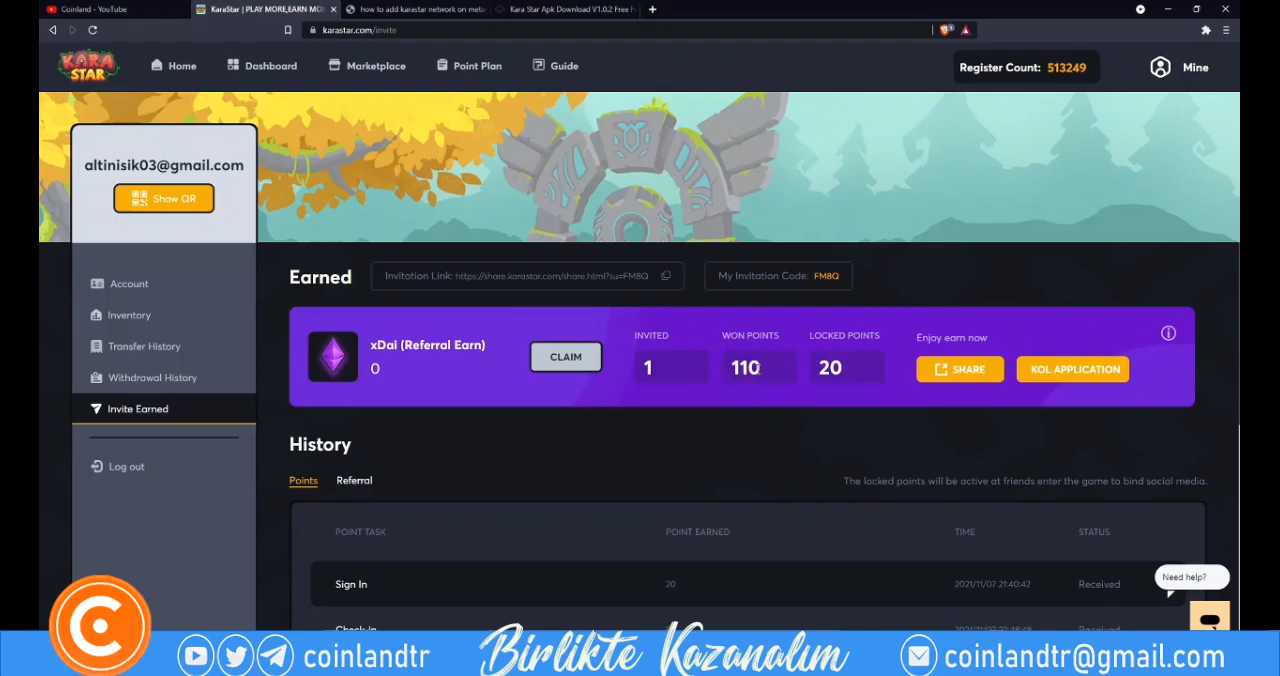 Coinland - YouTube
KaraStar | PLAY MORE,EARN MO
how to add karastar network on meta
Kara Star Apk Download V1.0.2 Free F
karastar.com/invite
KARA STAR
Home
Dashboard
Marketplace
Point Plan
Guide
Register Count: 513249
Mine
altinisik03@gmail.com
Show QR
Account
Inventory
Transfer History
Withdrawal History
Invite Earned
Log out
Earned
Invitation Link: https://share.karastar.com/share.html?su=FM8Q
My Invitation Code: FM8Q
xDai (Referral Earn)
0
CLAIM
INVITED
1
WON POINTS
110
LOCKED POINTS
20
Enjoy earn now
SHARE
KOL APPLICATION
History
Points
Referral
The locked points will be active at friends enter the game to bind social media.
POINT TASK
POINT EARNED
TIME
STATUS
Sign In
20
2021/11/07 21:40:42
Received
Check-in
Received
Need help?
coinlandtr
Birlikte Kazanalım
coinlandtr@gmail.com